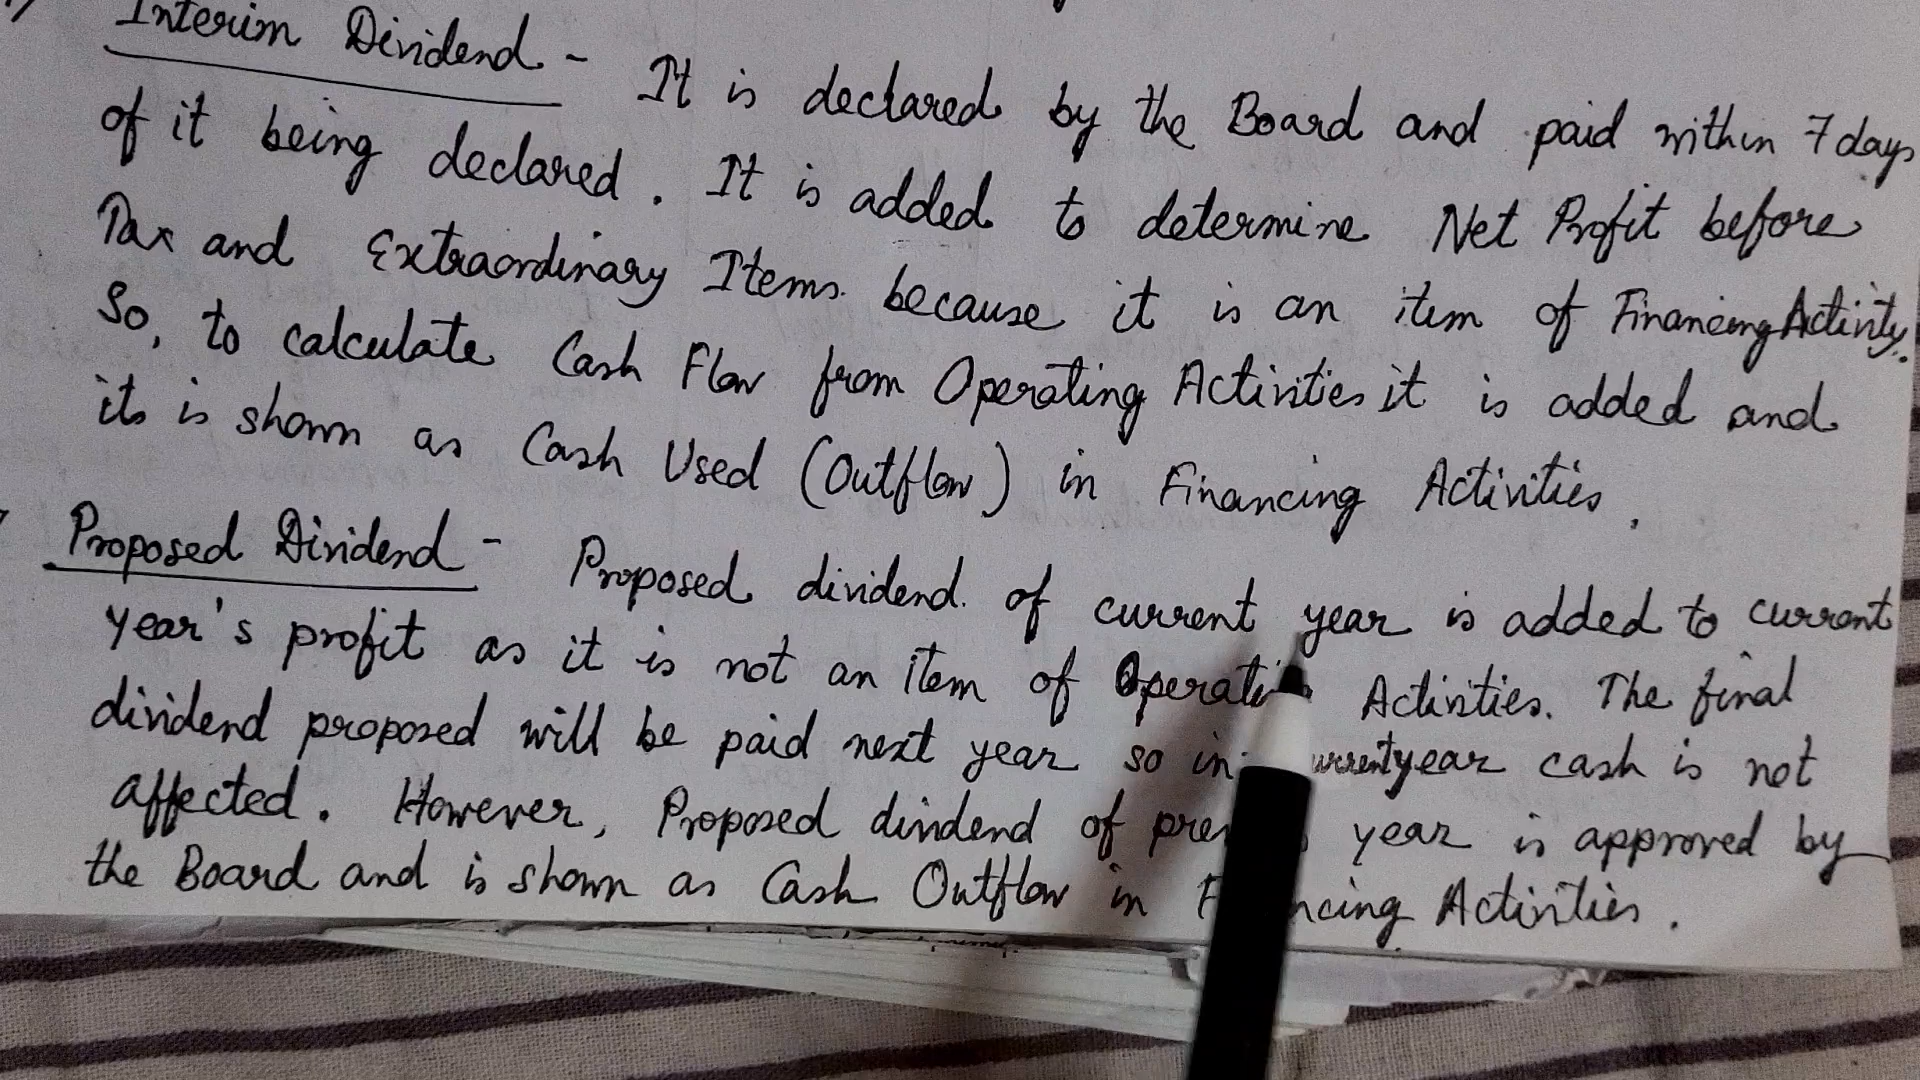 Interim Dividend - It is declared by the Board and paid within 7 days
of it being declared. It is added to determine Net Profit before
Tax and Extraordinary Items because it is an item of Financing Activity.
So, to calculate Cash Flow from Operating Activities it is added and
its is shown as Cash Used (Outflow) in Financing Activities.
Proposed Dividend - Proposed dividend of current year is added to current
year's profit as it is not an item of Operati Activities. The final
dividend proposed will be paid next year so in urrent year cash is not
affected. However, Proposed dividend of year is approved by
the Board and is shown as Cash Outflow in Activities.